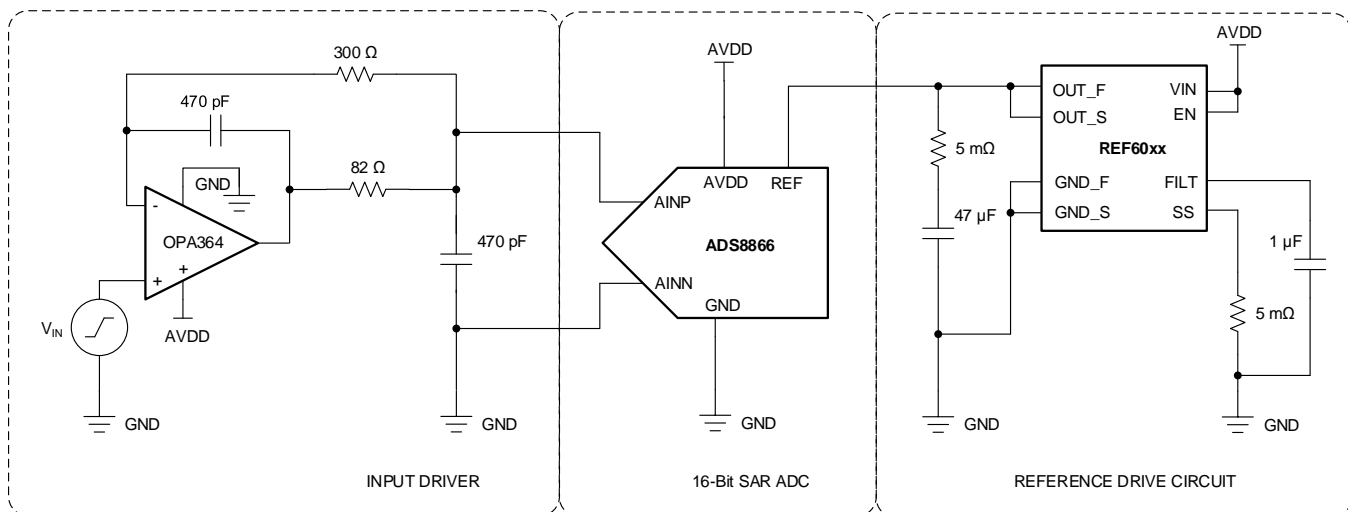 300 Ω
470 pF
GND
82 Ω
-
OPA364
+
+
VIN
AVDD
470 pF
GND
GND
INPUT DRIVER
AVDD
AVDD
REF
AINP
ADS8866
AINN
GND
GND
16-Bit SAR ADC
AVDD
OUT_F
VIN
OUT_S
EN
5 mΩ
REF60xx
GND_F
FILT
GND_S
SS
47 µF
1 µF
5 mΩ
GND
GND
REFERENCE DRIVE CIRCUIT